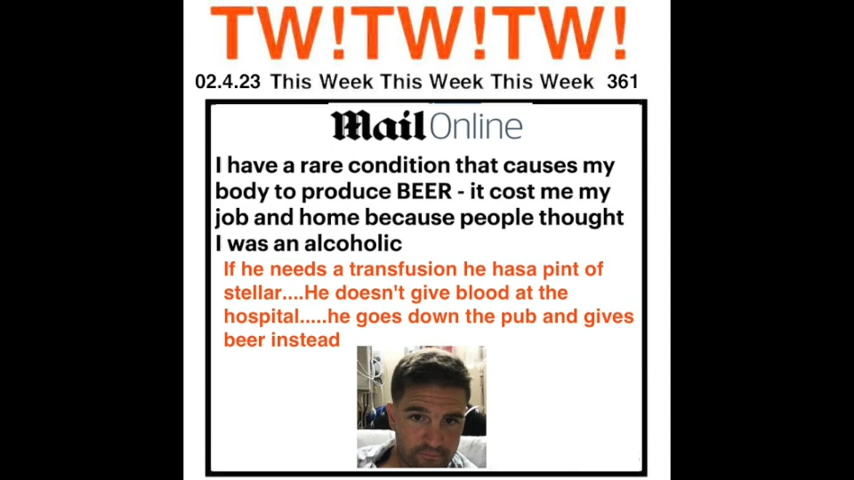 TW!TW!TW!
02.4.23 This Week This Week This Week 361
Mail Online
I have a rare condition that causes my
body to produce BEER - it cost me my
job and home because people thought
I was an alcoholic
If he needs a transfusion he hasa pint of
stellar....He doesn't give blood at the
hospital.....he goes down the pub and gives
beer instead